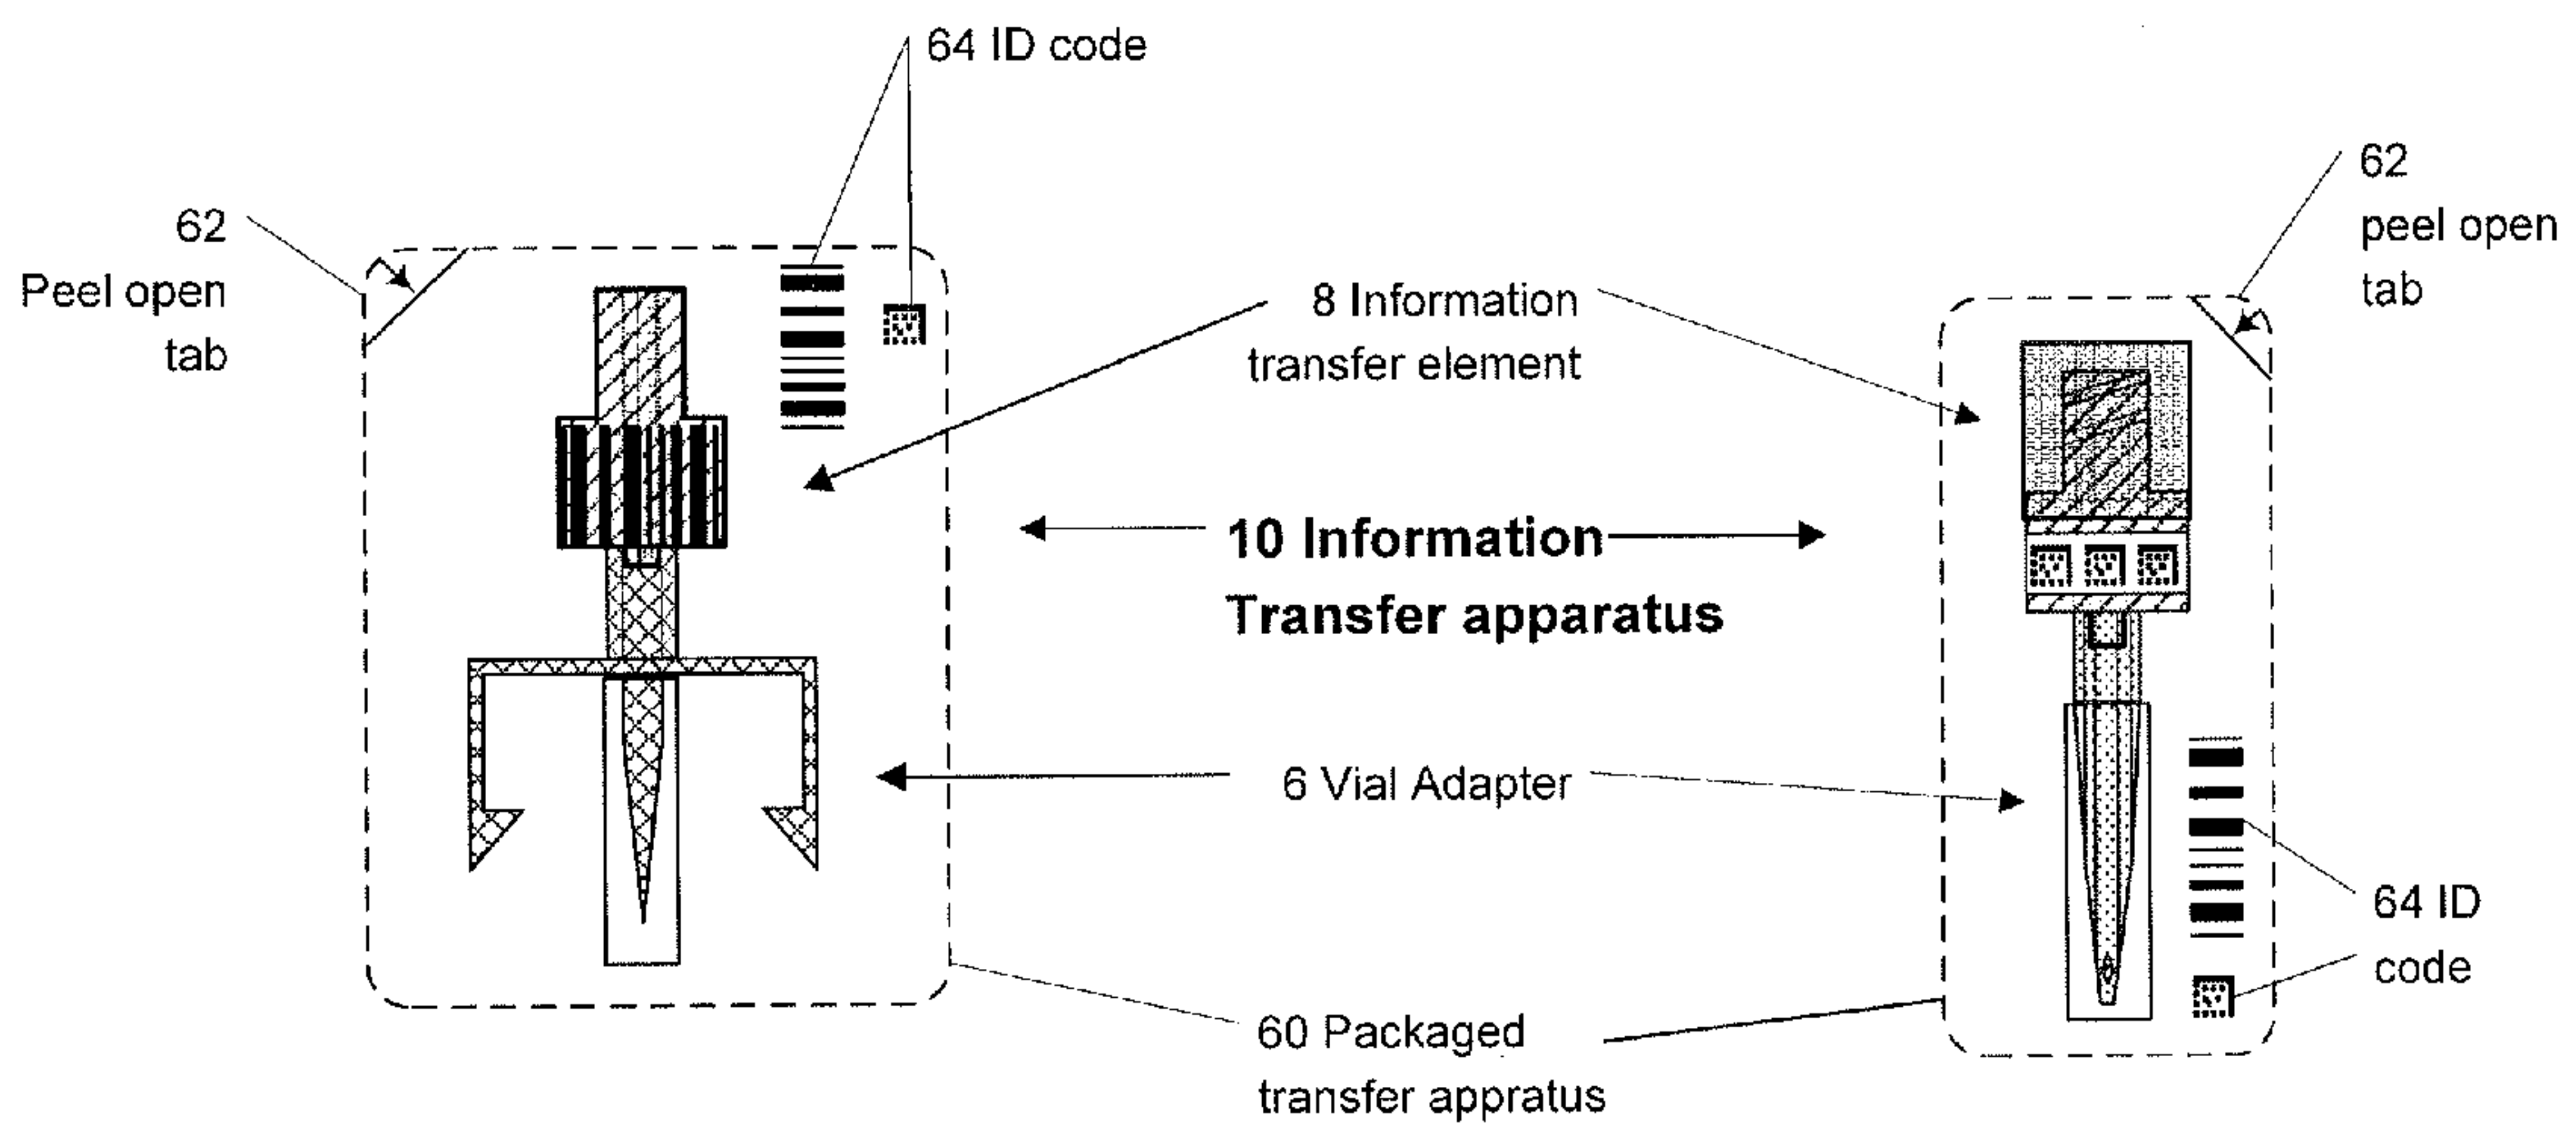 64 ID code
62
Peel open
tab
62
peel open
tab
8 Information
transfer element
10 Information
Transfer apparatus
6 Vial Adapter
64 ID
code
60 Packaged
transfer appratus